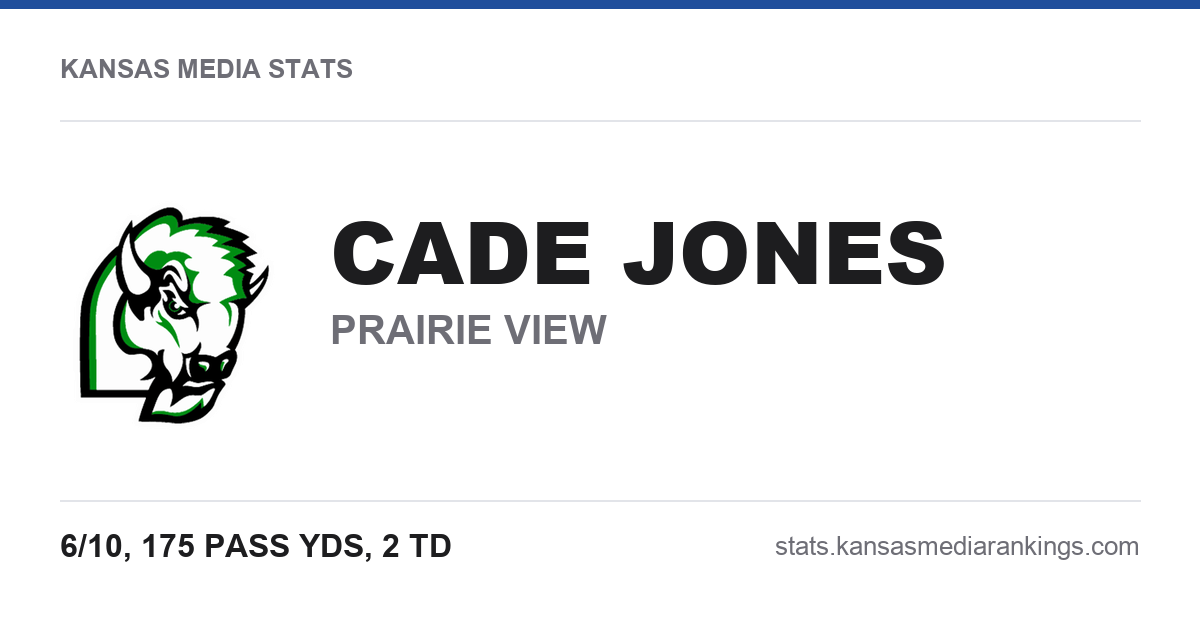 KANSAS MEDIA STATS
CADE JONES
PRAIRIE VIEW
6/10, 175 PASS YDS, 2 TD
stats.kansasmediarankings.com